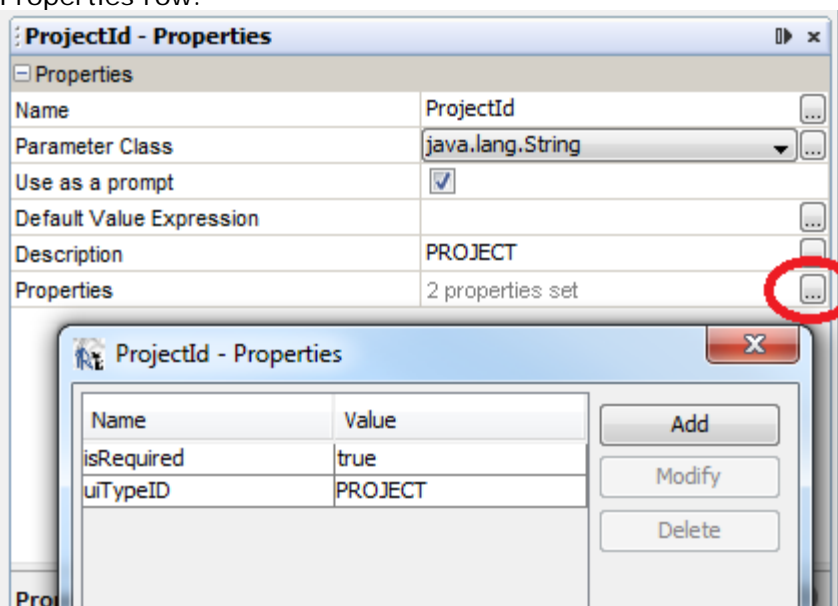 Properties row.
ProjectId - Properties
Properties
Name ProjectId ...
Parameter Class java.lang.String ...
Use as a prompt
Default Value Expression ...
Description PROJECT
Properties 2 properties set ...
ProjectId - Properties
Name Value Add
isRequired true
Modify
uiTypeID PROJECT
Delete